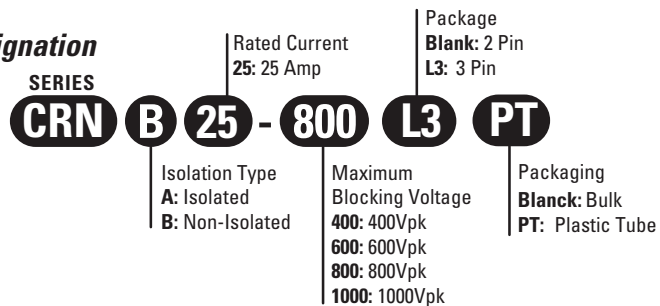 ignation
SERIES
CRN B 25 - 800 L3 PT
Rated Current
25: 25 Amp
Package
Blank: 2 Pin
L3: 3 Pin
Isolation Type
A: Isolated
B: Non-Isolated
Maximum
Blocking Voltage
400: 400Vpk
600: 600Vpk
800: 800Vpk
1000: 1000Vpk
Packaging
Blanck: Bulk
PT: Plastic Tube